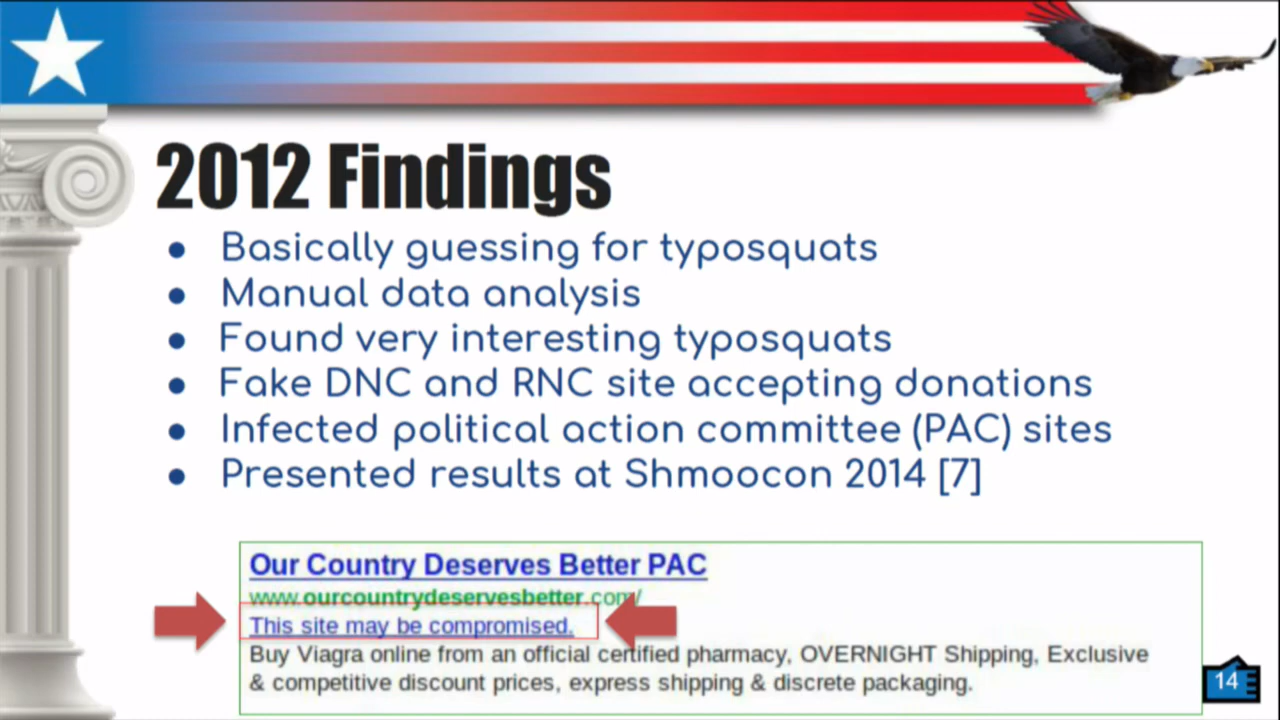 2012 Findings
● Basically guessing for typosquats
● Manual data analysis
● Found very interesting typosquats
● Fake DNC and RNC site accepting donations
● Infected political action committee (PAC) sites
● Presented results at Shmoocon 2014 [7]
Our Country Deserves Better PAC
www.ourcountrydeservesbetter.com/
This site may be compromised.
Buy Viagra online from an official certified pharmacy, OVERNIGHT Shipping, Exclusive
& competitive discount prices, express shipping & discrete packaging.
14